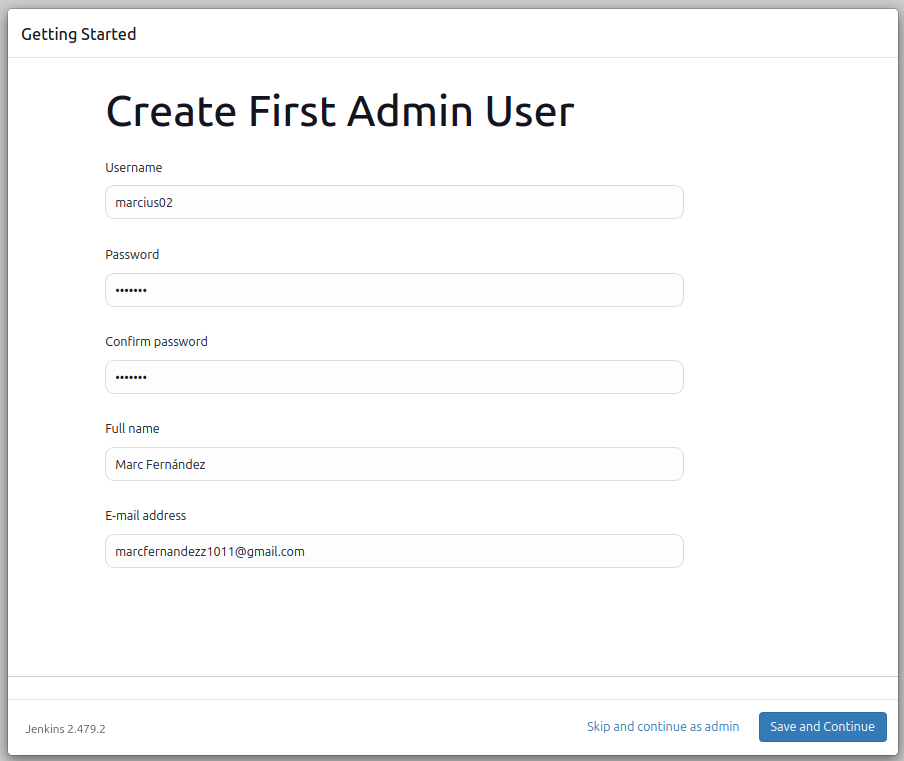 Getting Started
Create First Admin User
Username
marcius02
Password
•••••••
Confirm password
•••••••
Full name
Marc Fernández
E-mail address
marcfernandezz1011@gmail.com
Jenkins 2.479.2
Skip and continue as admin
Save and Continue